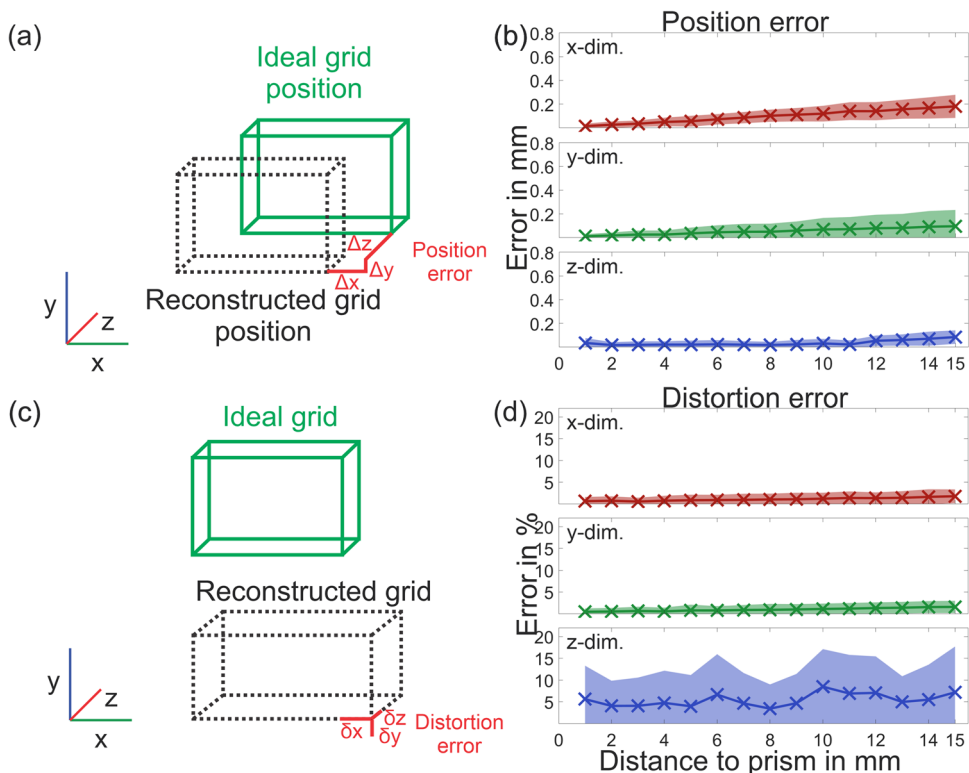 (a)
Ideal grid
position
Δz
Δx
Δy
Position
error
Reconstructed grid
position
y
z
x
(b)
Position error
0.8
0.6
0.4
0.2
x-dim.
0.8
0.6
0.4
0.2
y-dim.
0.8
0.6
0.4
0.2
z-dim.
Error in mm
0 2 4 6 8 10 12 14 15
(c)
Ideal grid
Reconstructed grid
δx
δz
δy
Distortion
error
y
z
x
(d)
Distortion error
20
15
10
5
x-dim.
20
15
10
5
y-dim.
20
15
10
5
z-dim.
Error in %
0 2 4 6 8 10 12 14 15
Distance to prism in mm